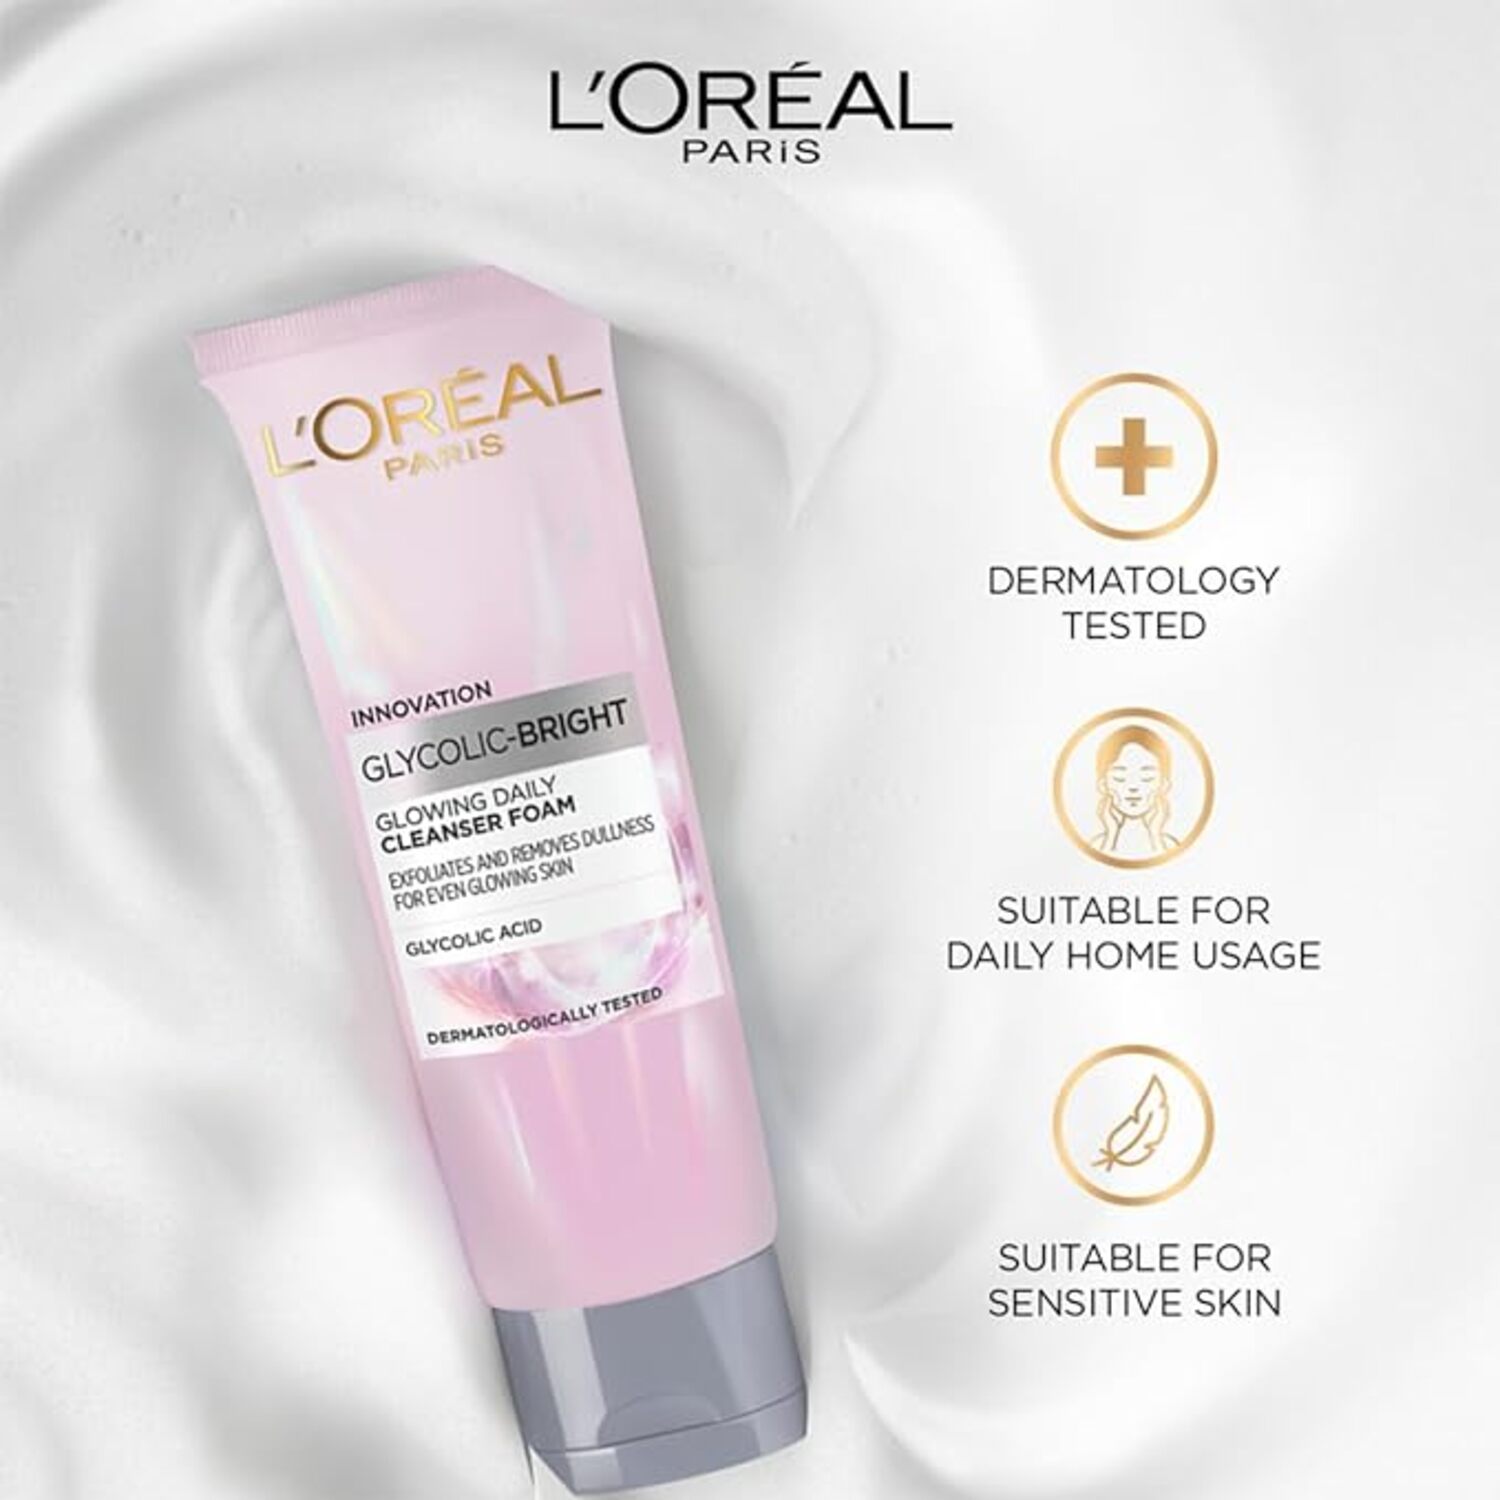 L'ORÉAL
PARiS
L'ORÉAL
PARiS
INNOVATION
GLYCOLIC-BRIGHT
GLOWING DAILY
CLEANSER FOAM
EXFOLIATES AND REMOVES DULLNESS
FOR EVEN GLOWING SKIN
GLYCOLIC ACID
DERMATOLOGICALLY TESTED
DERMATOLOGY
TESTED
SUITABLE FOR
DAILY HOME USAGE
SUITABLE FOR
SENSITIVE SKIN